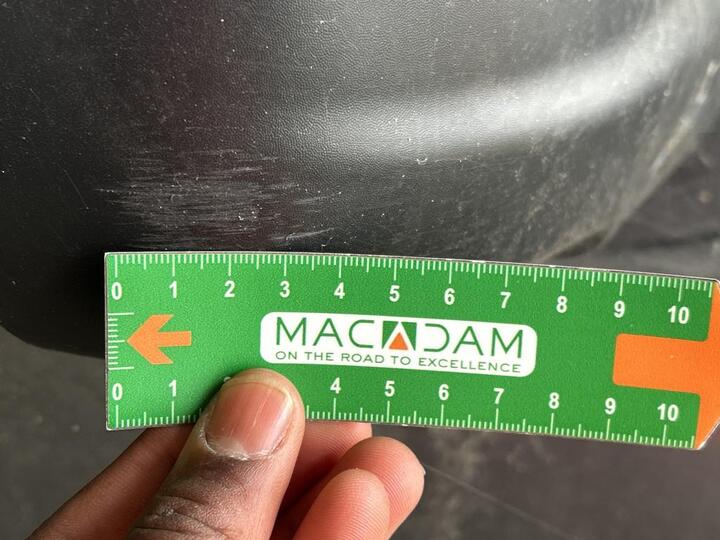 0 1 2 3 4 5 6 7 8 9 10
MACADAM
ON THE ROAD TO EXCELLENCE
0 1 4 5 6 7 8 9 10